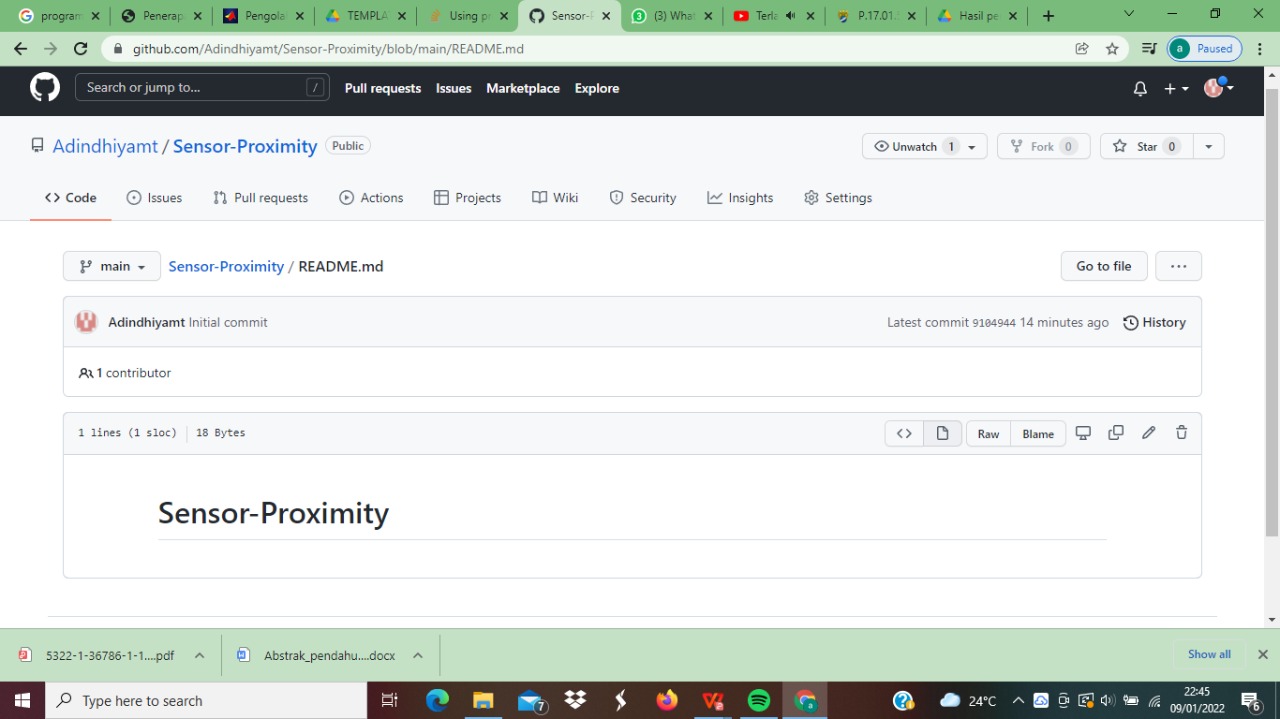 program
Penerap
Pengola
TEMPLA
Using p
Sensor-P
(3) What
Terla
P.17.01.
Hasil pe
github.com/Adindhiyamt/Sensor-Proximity/blob/main/README.md
a Paused
Search or jump to... /
Pull requests Issues Marketplace Explore
Adindhiyamt / Sensor-Proximity Public
Unwatch 1 Fork 0 Star 0
Code Issues Pull requests Actions Projects Wiki Security Insights Settings
main Sensor-Proximity / README.md Go to file ...
Adindhiyamt Initial commit Latest commit 9104944 14 minutes ago History
1 contributor
1 lines (1 sloc) 18 Bytes <> Raw Blame
Sensor-Proximity
5322-1-36786-1-1....pdf Abstrak_pendahu....docx Show all
Type here to search 7 a 24°C 22:45
09/01/2022 6